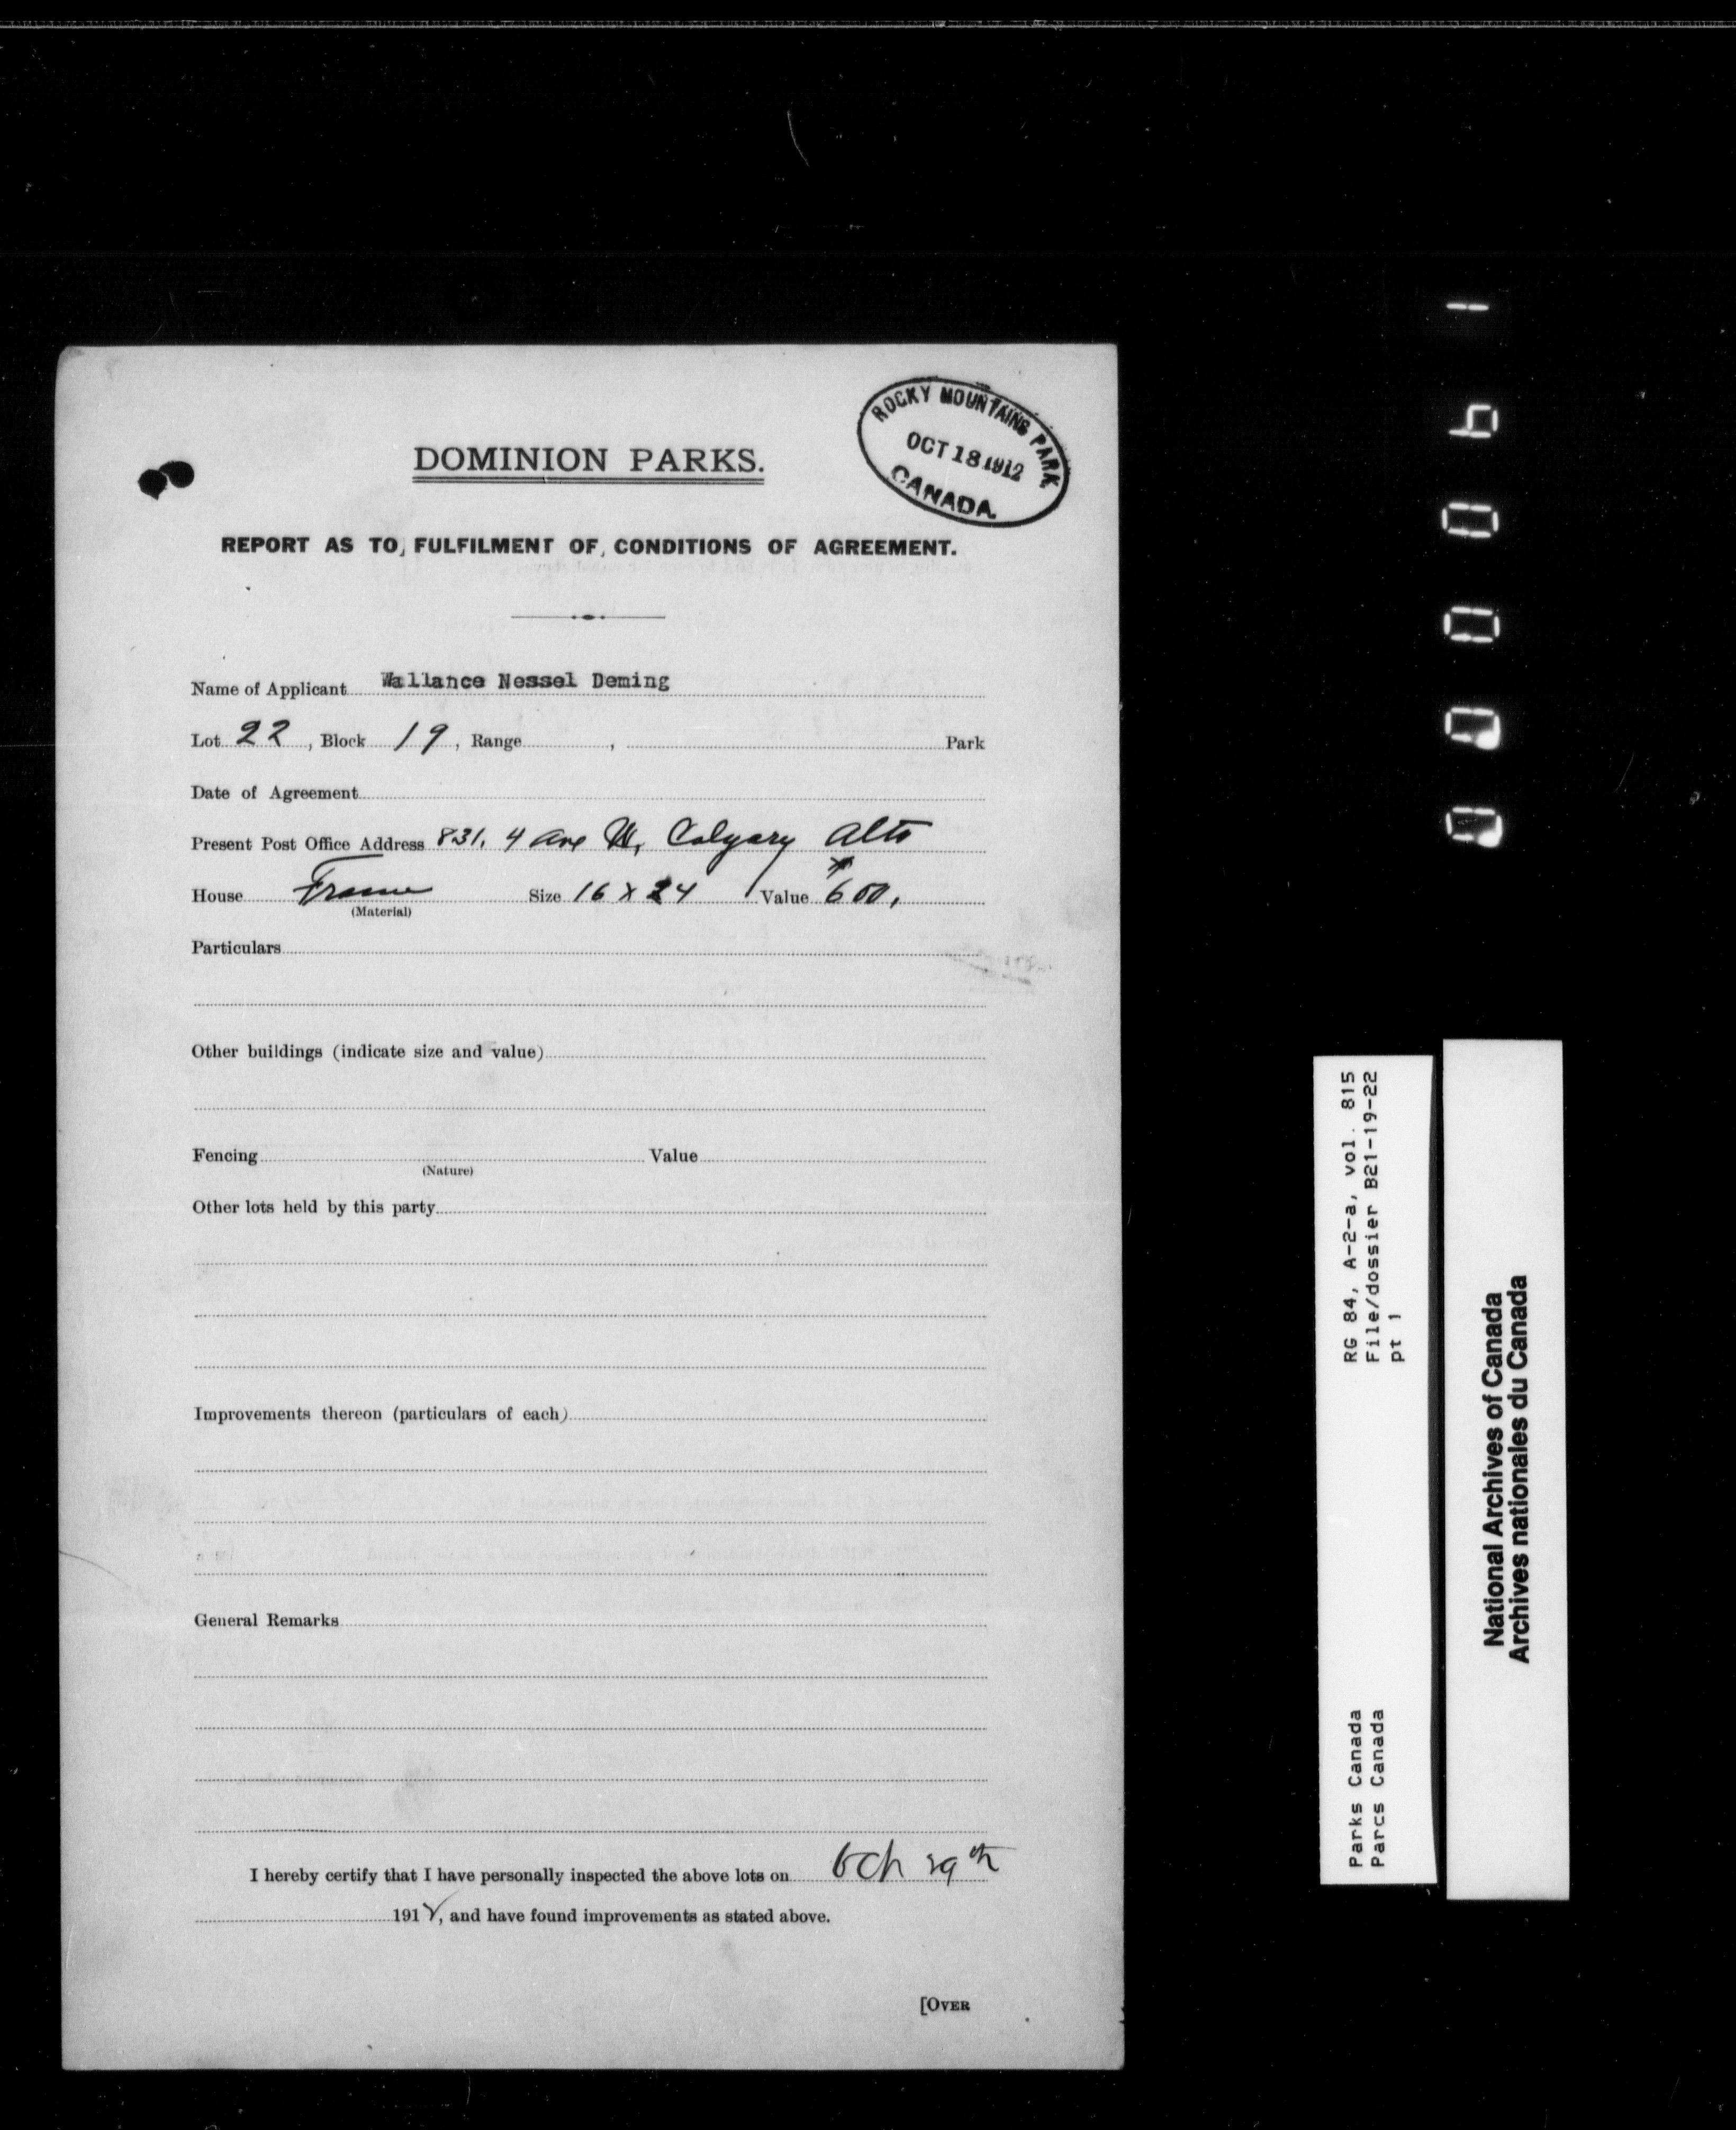 DOMINION PARKS.
ROCKY MOUNTAINS PARK
OCT 18 1912
CANADA.
REPORT AS TO FULFILMENT OF CONDITIONS OF AGREEMENT.
Name of Applicant Wallance Nessel Deming
Lot 22, Block 19, Range , Park
Date of Agreement
Present Post Office Address 831, 4 Ave W, Calgary Alta
House Frame Size 16 x 24 Value $600,
(Material)
Particulars
Other buildings (indicate size and value)
Fencing Value
(Nature)
Other lots held by this party
Improvements thereon (particulars of each)
General Remarks
I hereby certify that I have personally inspected the above lots on Oct 29th
1912, and have found improvements as stated above.
[OVER
RG 84, A-2-a, vol. 815
File/dossier B21-19-22
pt 1
Parks Canada
Parcs Canada
National Archives of Canada
Archives nationales du Canada